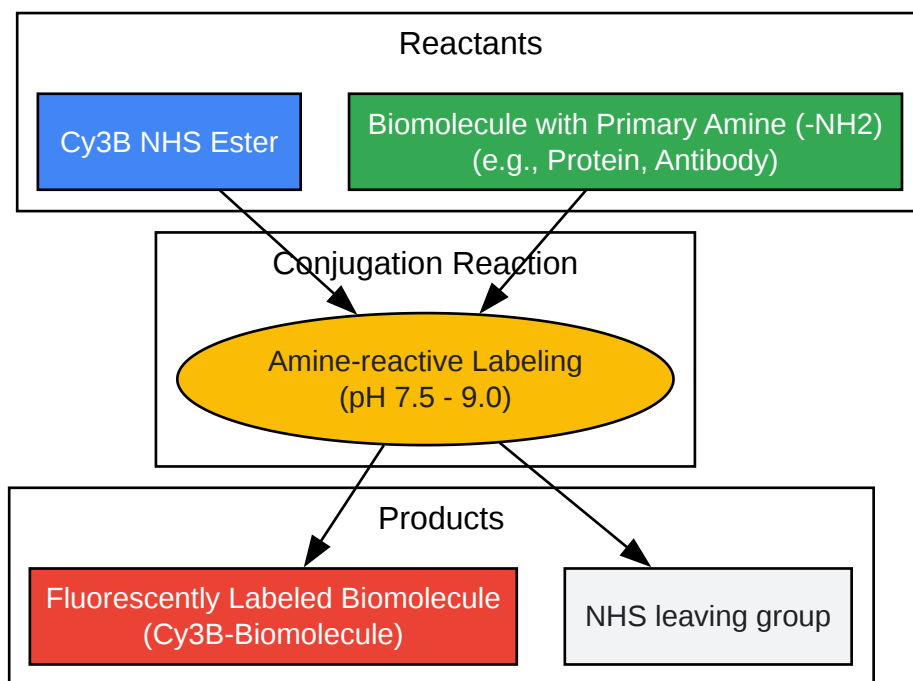 Reactants
Cy3B NHS Ester
Biomolecule with Primary Amine (-NH2)
(e.g., Protein, Antibody)
Conjugation Reaction
Amine-reactive Labeling
(pH 7.5 - 9.0)
Products
Fluorescently Labeled Biomolecule
(Cy3B-Biomolecule)
NHS leaving group